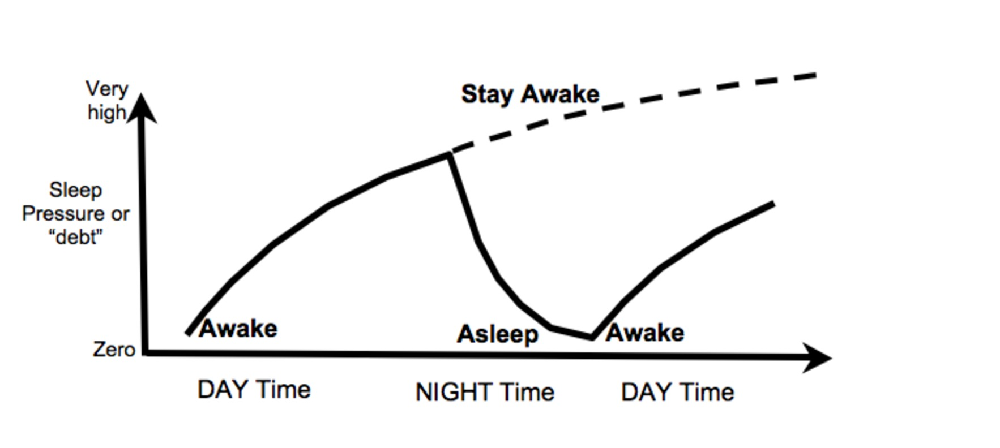 Very
high
Stay Awake
Sleep
Pressure or
“debt”
Awake
Asleep
Awake
Zero
DAY Time
NIGHT Time
DAY Time